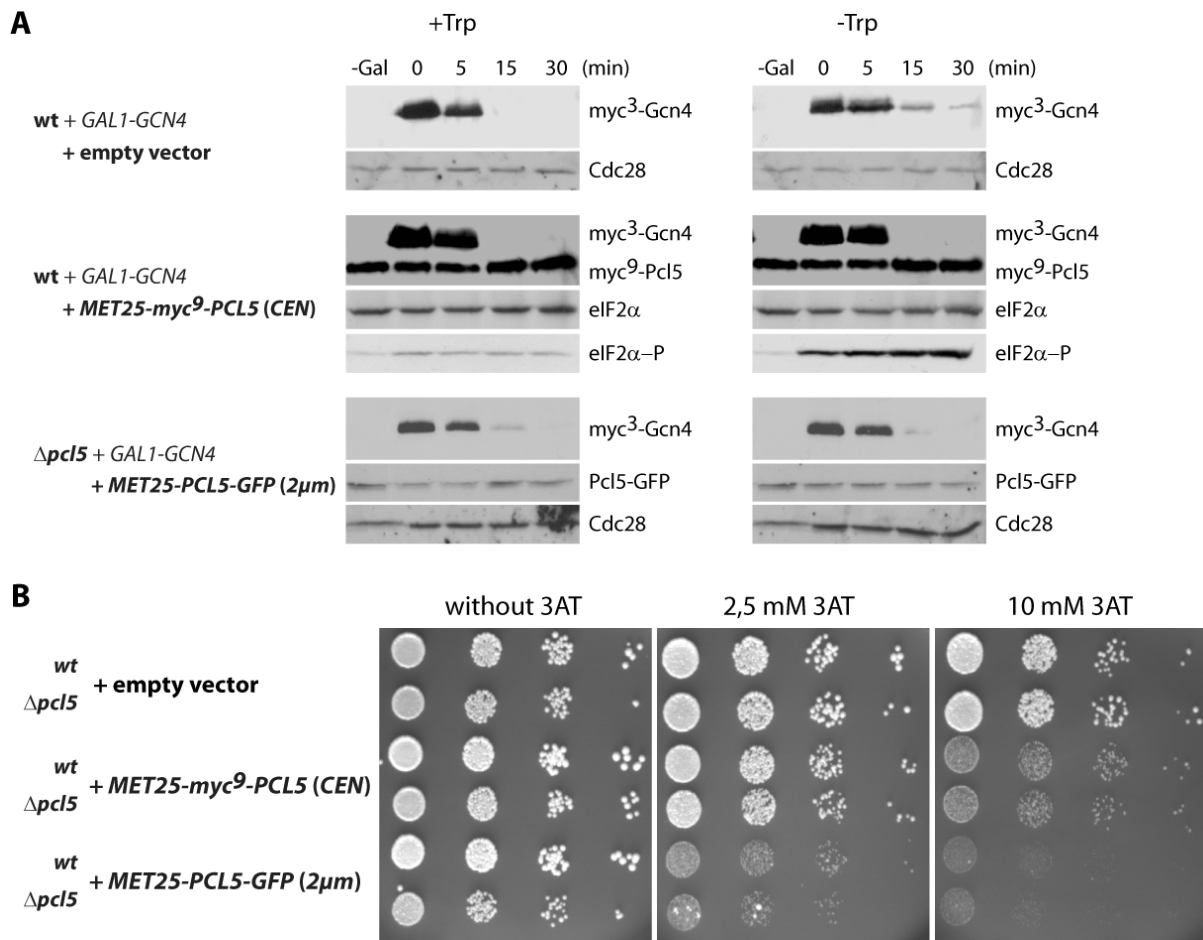 A
+Trp
-Trp
-Gal 0 5 15 30 (min)
-Gal 0 5 15 30 (min)
wt + GAL1-GCN4
+ empty vector
myc3-Gcn4
Cdc28
myc3-Gcn4
Cdc28
wt + GAL1-GCN4
+ MET25-myc9-PCL5 (CEN)
myc3-Gcn4
myc9-Pcl5
eIF2α
eIF2α-P
myc3-Gcn4
myc9-Pcl5
eIF2α
eIF2α-P
Δpcl5 + GAL1-GCN4
+ MET25-PCL5-GFP (2µm)
myc3-Gcn4
Pcl5-GFP
Cdc28
myc3-Gcn4
Pcl5-GFP
Cdc28
B
without 3AT
2,5 mM 3AT
10 mM 3AT
wt
Δpcl5
+ empty vector
wt
Δpcl5
+ MET25-myc9-PCL5 (CEN)
wt
Δpcl5
+ MET25-PCL5-GFP (2µm)